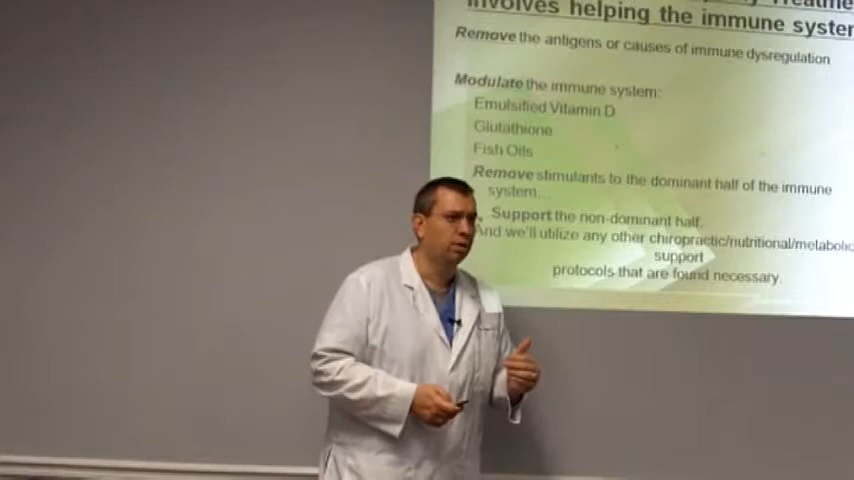 Involves helping the immune system
Remove the antigens or causes of immune dysregulation
Modulate the immune system:
Emulsified Vitamin D
Glutathione
Fish Oils
Remove stimulants to the dominant half of the immune
system...
Support the non-dominant half.
And we'll utilize any other chiropractic/nutritional/metabolic
support
protocols that are found necessary.